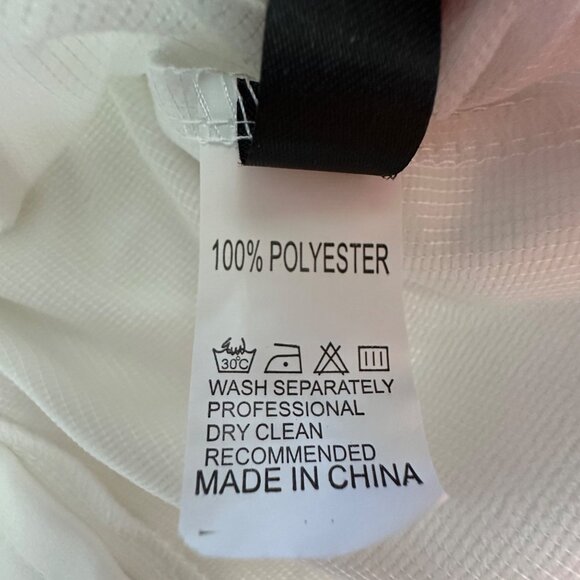 100% POLYESTER
30°C
WASH SEPARATELY
PROFESSIONAL
DRY CLEAN
RECOMMENDED
MADE IN CHINA